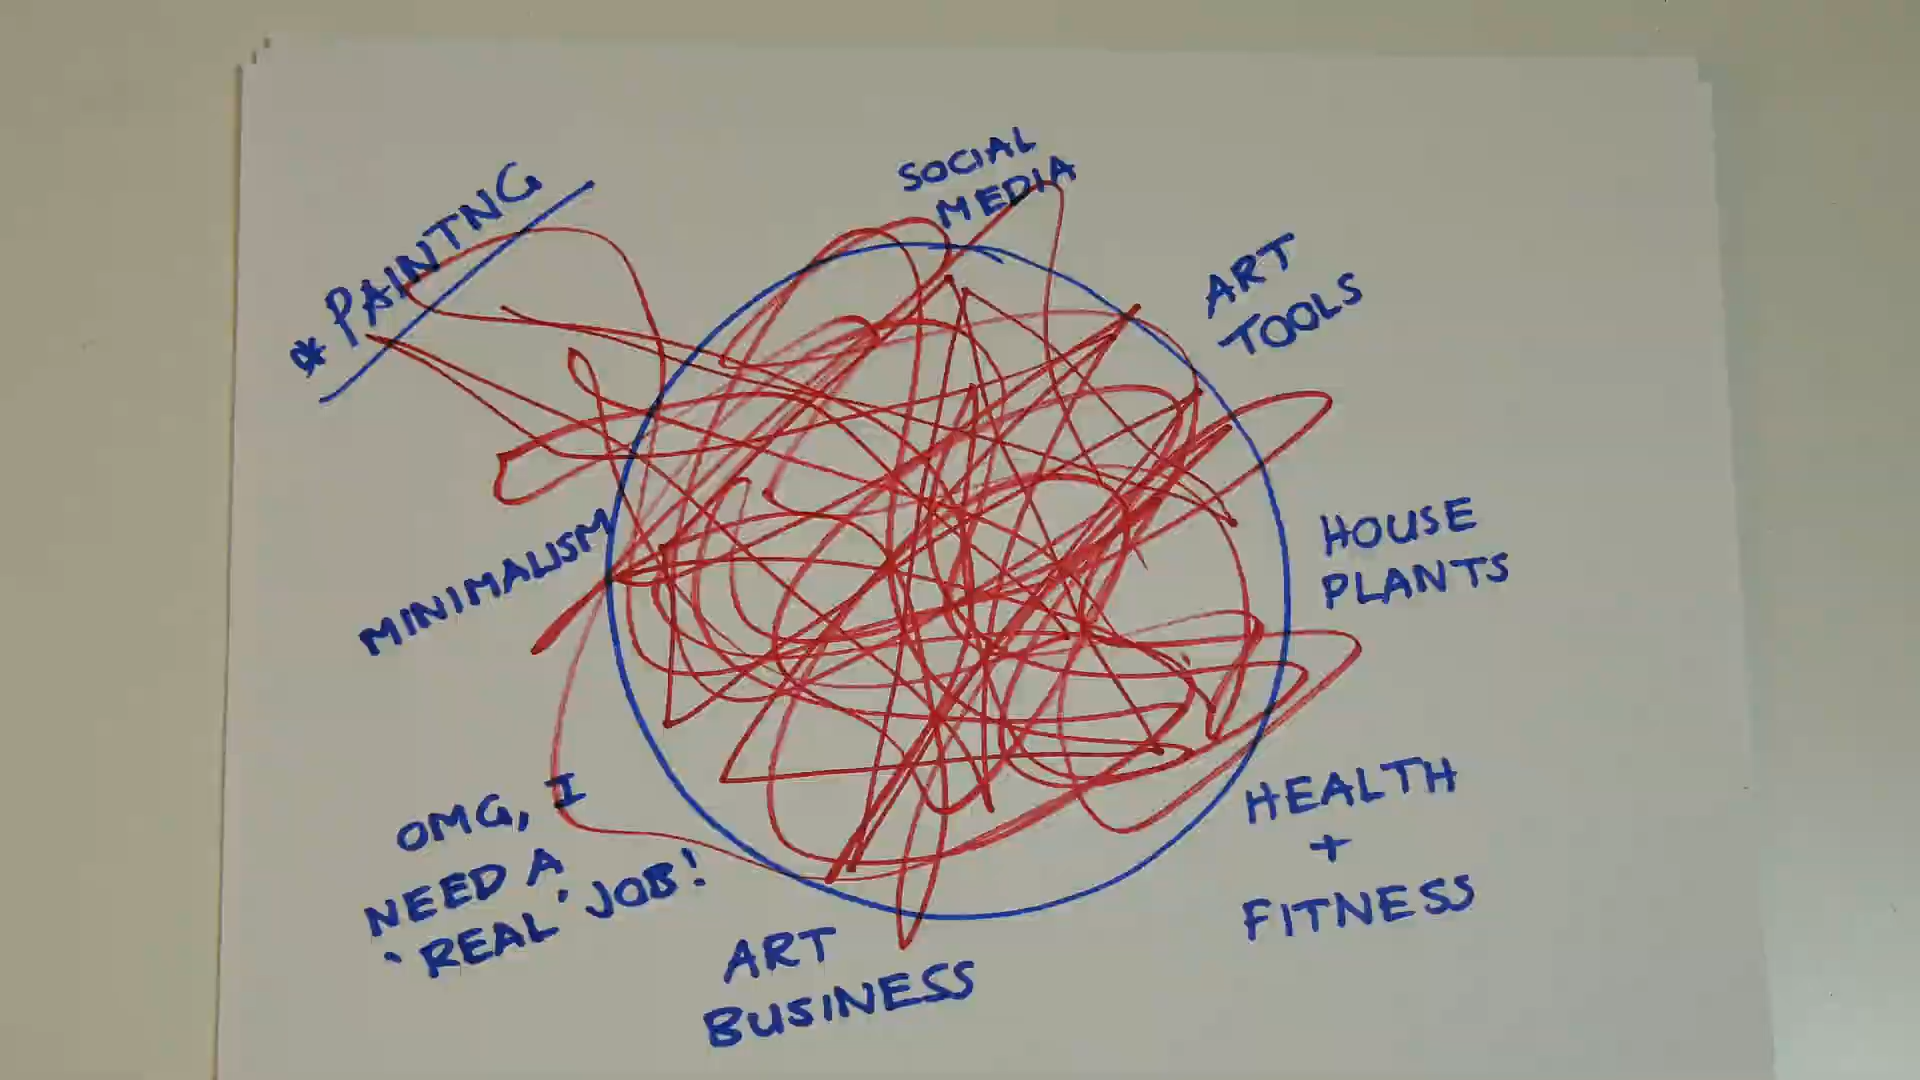 * PAINTNG
SOCIAL
MEDIA
ART
TOOLS
HOUSE
PLANTS
HEALTH
+
FITNESS
ART
BUSINESS
OMG, I
NEED A
'REAL' JOB!
MINIMALISM